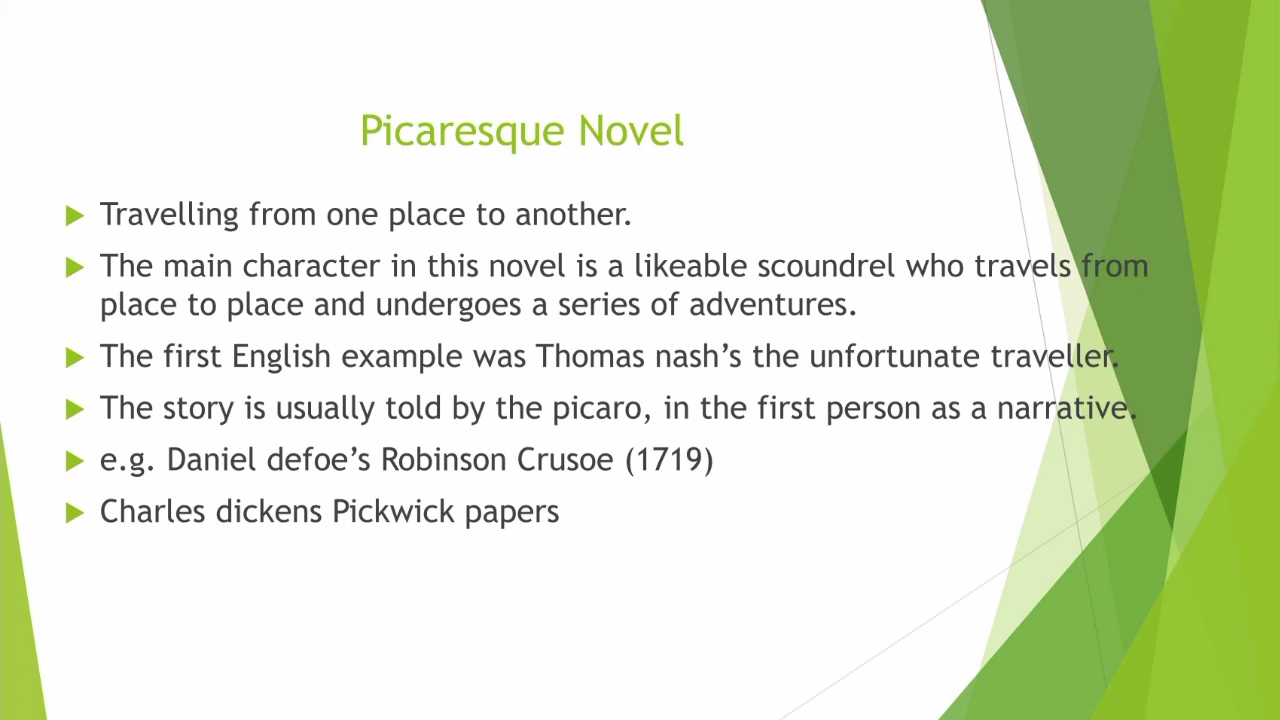 Picaresque Novel
Travelling from one place to another.
The main character in this novel is a likeable scoundrel who travels from
place to place and undergoes a series of adventures.
The first English example was Thomas nash’s the unfortunate traveller.
The story is usually told by the picaro, in the first person as a narrative.
e.g. Daniel defoe’s Robinson Crusoe (1719)
Charles dickens Pickwick papers